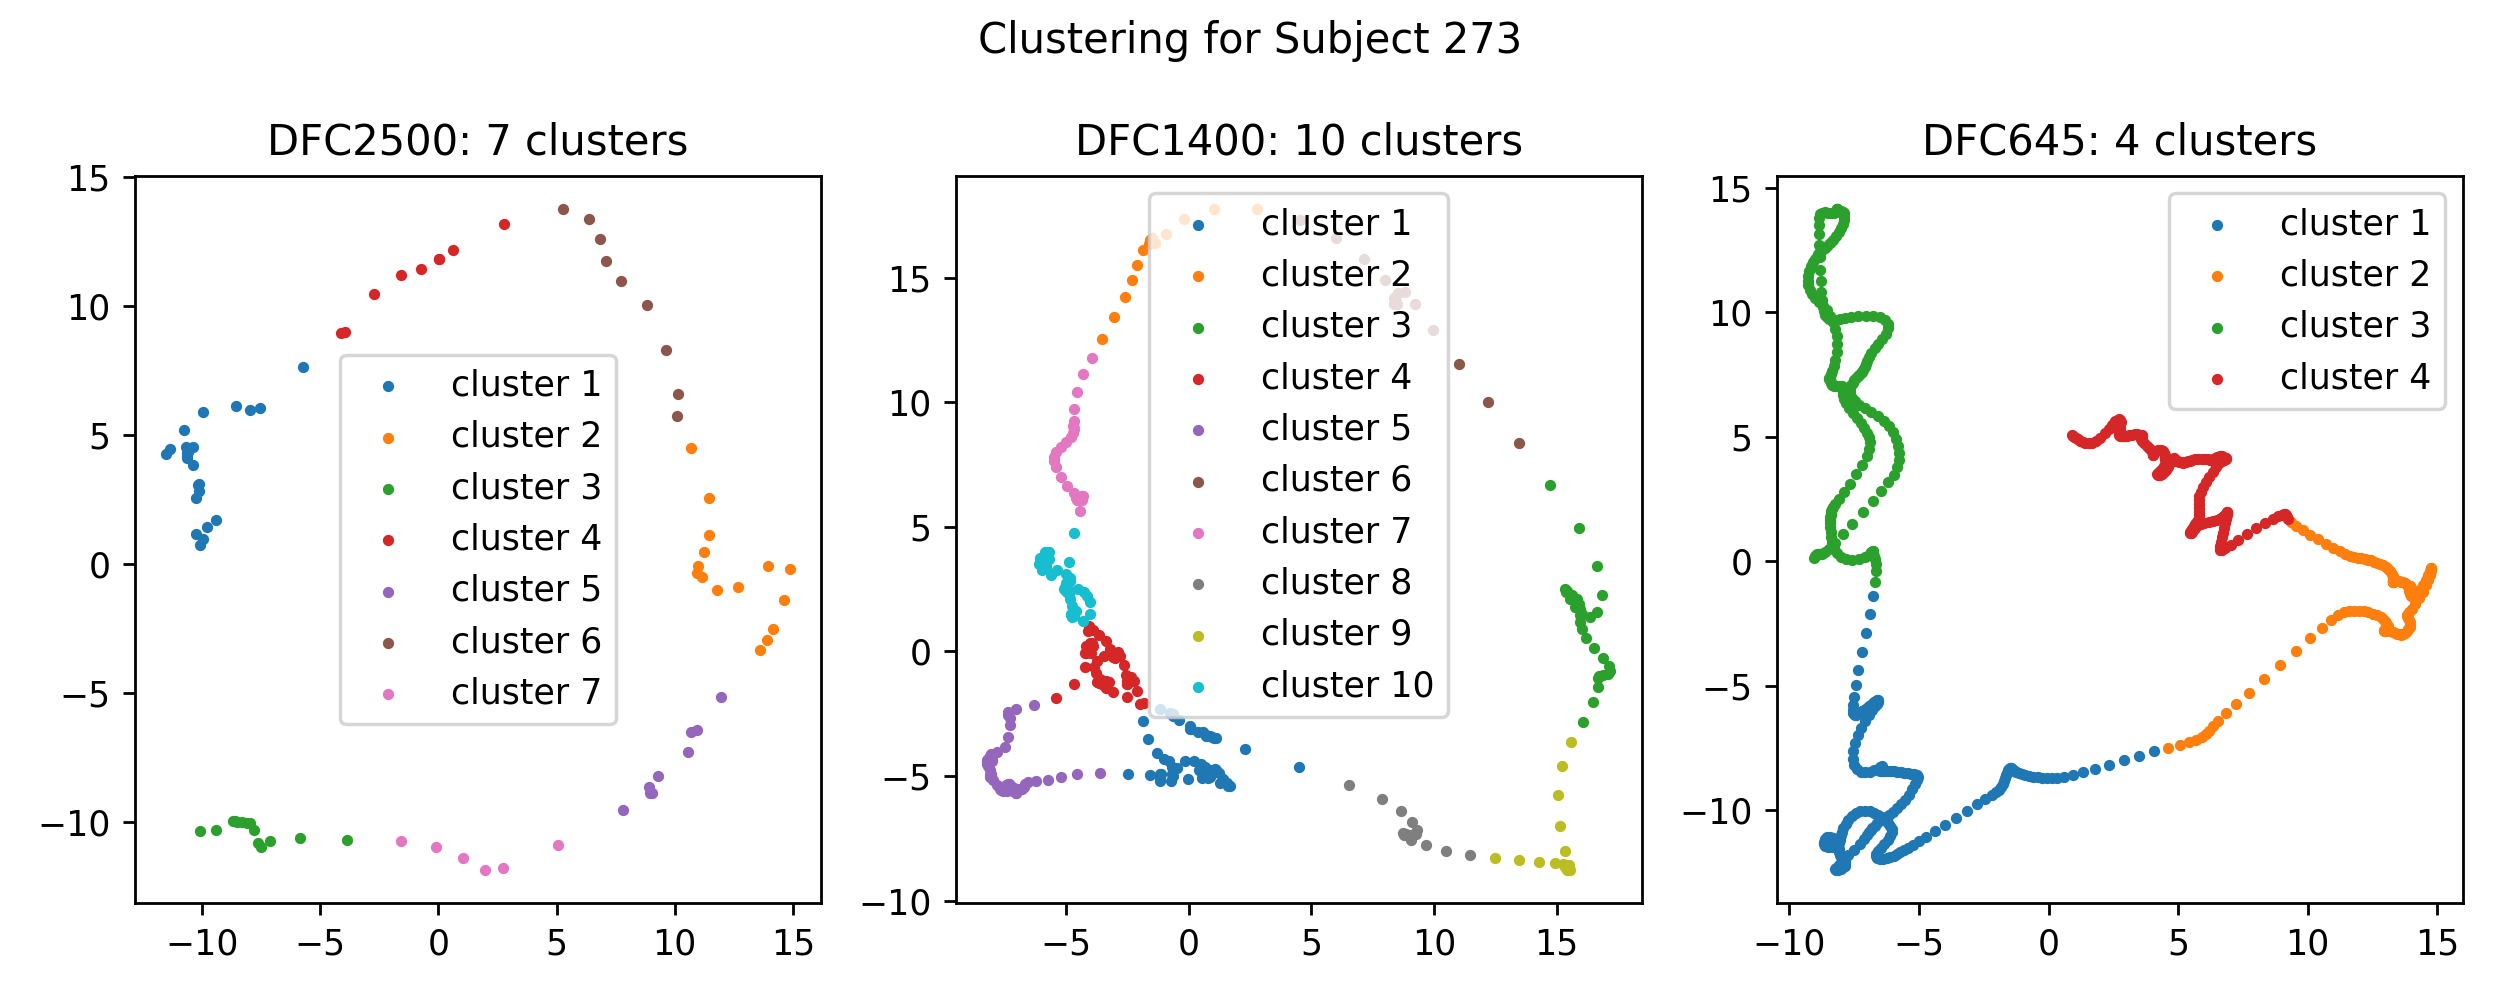 Clustering for Subject 273
DFC2500: 7 clusters
15
10
5
0
−5
−10
−10 −5 0 5 10 15
cluster 1
cluster 2
cluster 3
cluster 4
cluster 5
cluster 6
cluster 7
DFC1400: 10 clusters
15
10
5
0
−5
−10
−5 0 5 10 15
cluster 1
cluster 2
cluster 3
cluster 4
cluster 5
cluster 6
cluster 7
cluster 8
cluster 9
cluster 10
DFC645: 4 clusters
15
10
5
0
−5
−10
−10 −5 0 5 10 15
cluster 1
cluster 2
cluster 3
cluster 4